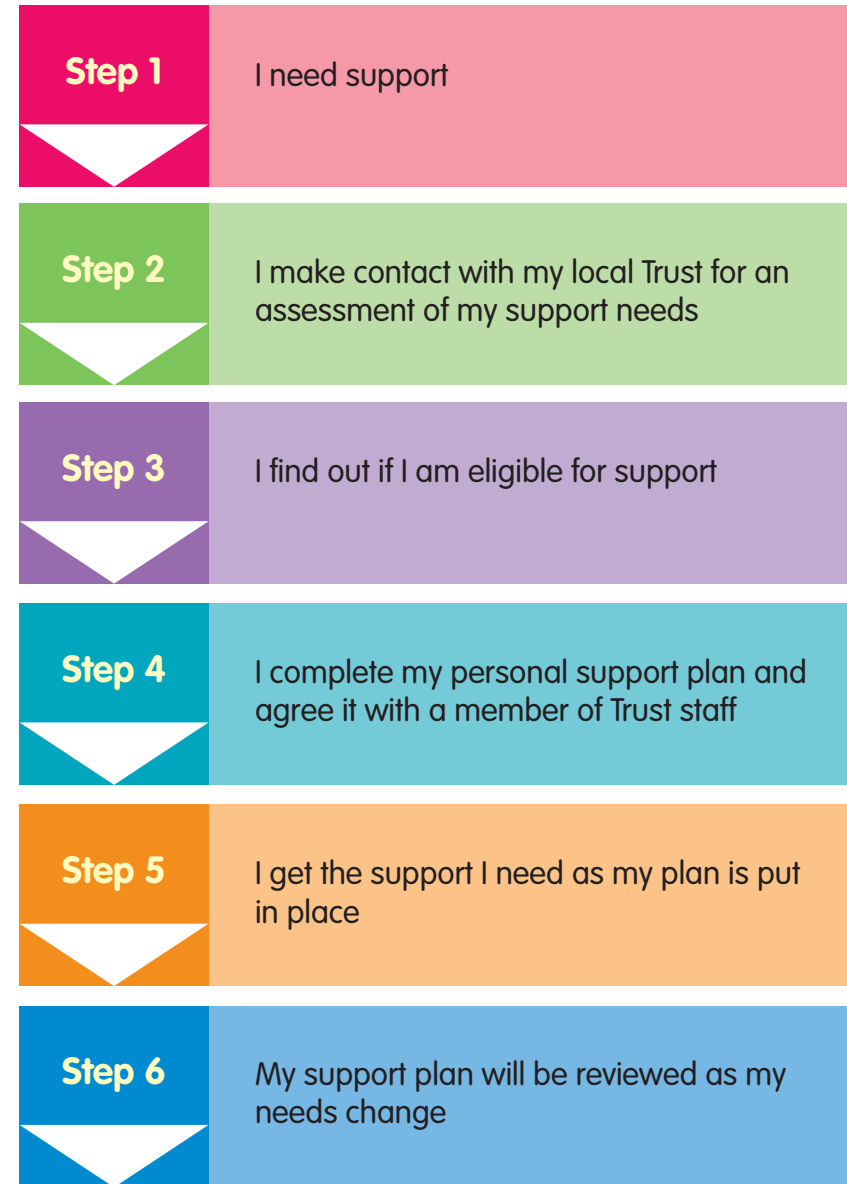 Step 1
I need support
Step 2
I make contact with my local Trust for an
assessment of my support needs
Step 3
I find out if I am eligible for support
Step 4
I complete my personal support plan and
agree it with a member of Trust staff
Step 5
I get the support I need as my plan is put
in place
Step 6
My support plan will be reviewed as my
needs change